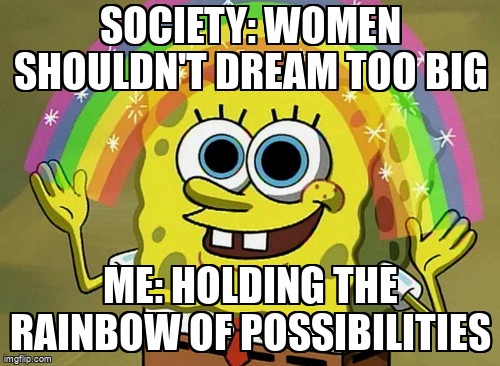 SOCIETY: WOMEN
SHOULDN'T DREAM TOO BIG
ME: HOLDING THE
RAINBOW OF POSSIBILITIES
imgflip.com